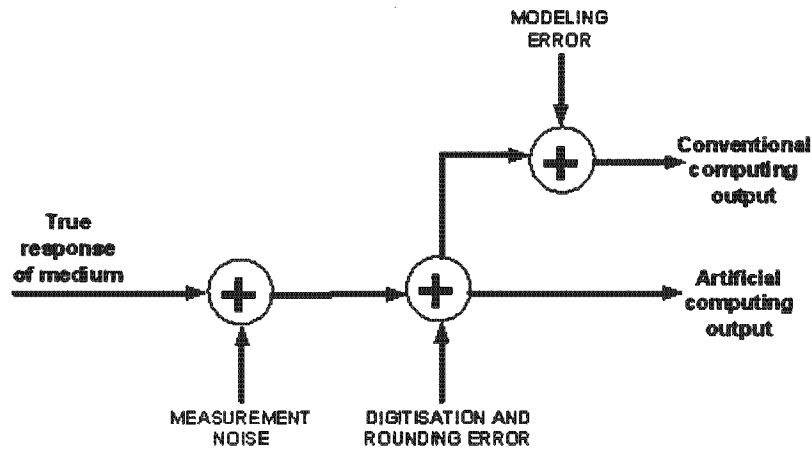 MODELING
ERROR
Conventional
computing
output
True
response
of medium
Artificial
computing
output
MEASUREMENT
NOISE
DIGITISATION AND
ROUNDING ERROR